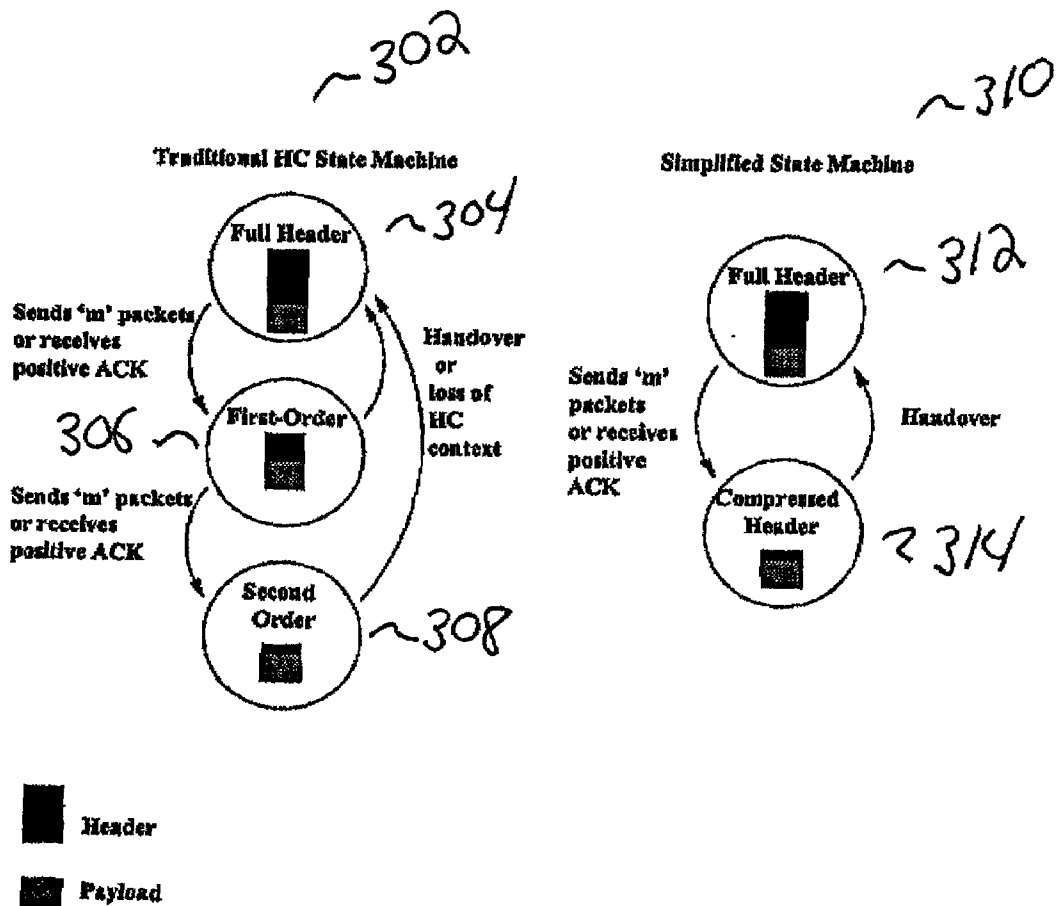 ~302
~310
Traditional HC State Machine
Simplified State Machine
Full Header
~304
Sends ‘m’ packets
or receives
positive ACK
Handover
or
loss of
HC
context
306 ~
First-Order
Sends ‘m’ packets
or receives
positive ACK
Second
Order
~308
Full Header
~312
Sends ‘m’
packets
or receives
positive
ACK
Handover
Compressed
Header
~314
Header
Payload